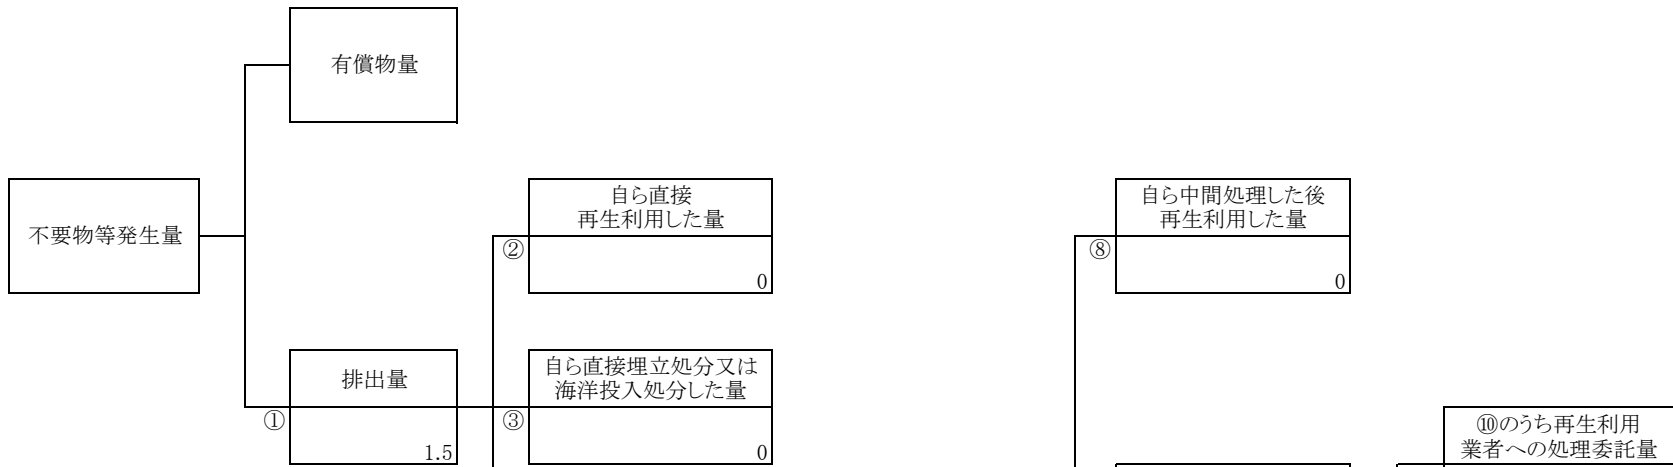 有償物量
不要物等発生量
自ら直接
再生利用した量
②
0
自ら中間処理した後
再生利用した量
⑧
0
排出量
①
1.5
自ら直接埋立処分又は
海洋投入処分した量
③
0
⑩のうち再生利用
業者への処理委託量